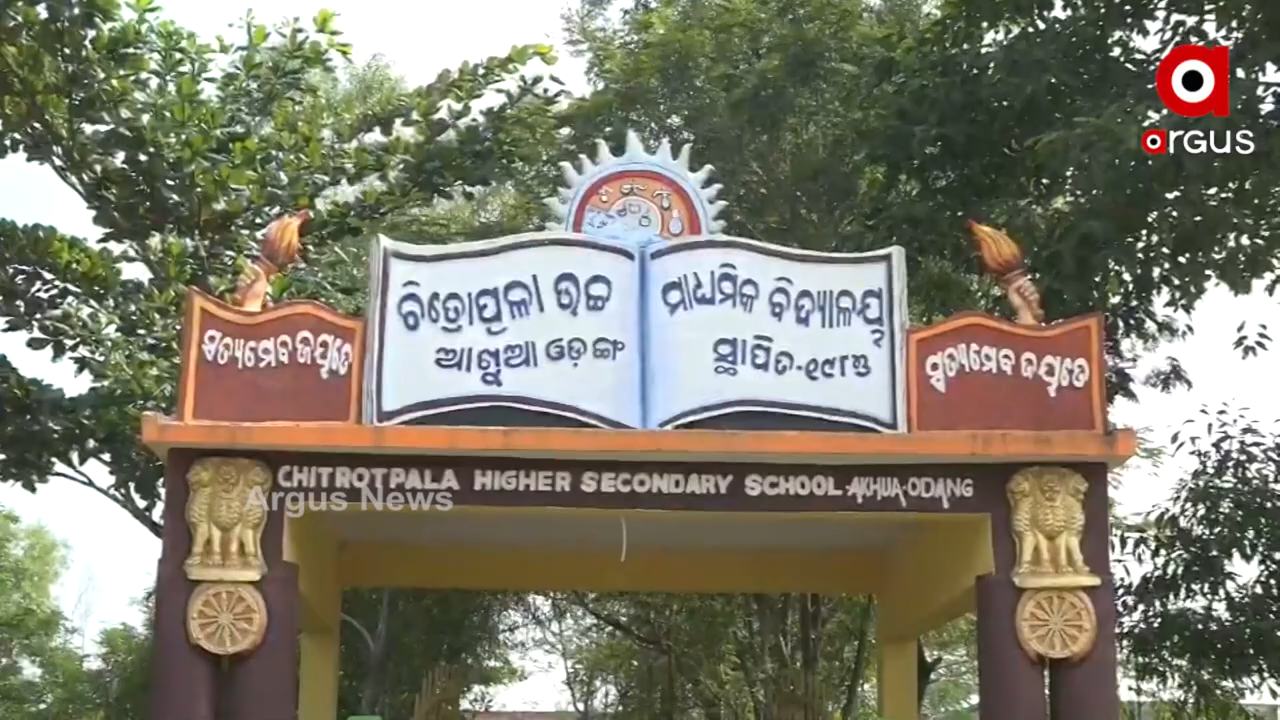 argus
ଚିତ୍ରୋତ୍ପଳା ଉଚ୍ଚ
ଆଖୁଆ ଓଡ଼ଙ୍ଗ
ମାଧ୍ୟମିକ ବିଦ୍ୟାଳୟ
ସ୍ଥାପିତ-୧୯୮୭
ସତ୍ୟମେବ ଜୟତେ
ସତ୍ୟମେବ ଜୟତେ
CHITROTPALA HIGHER SECONDARY SCHOOL-AKHUA-ODANG
Argus News